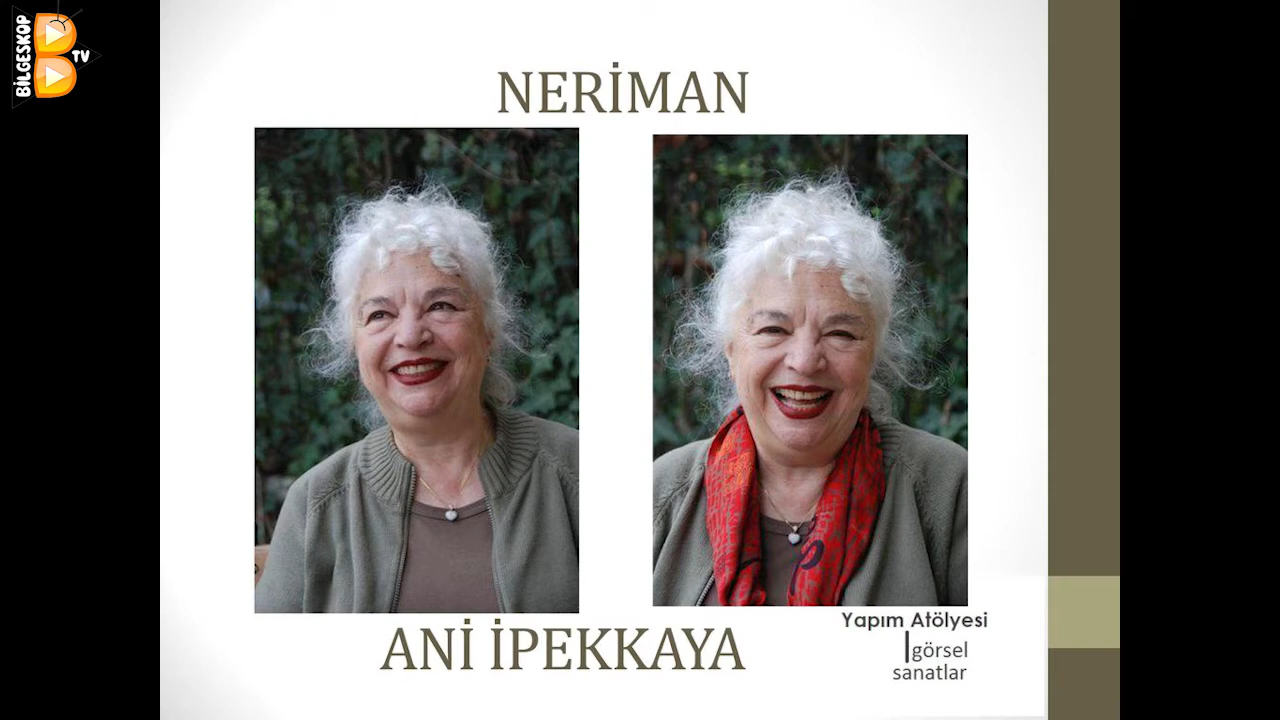 BİLGESKOP
TV
NERİMAN
ANİ İPEKKAYA
Yapım Atölyesi
görsel
sanatlar